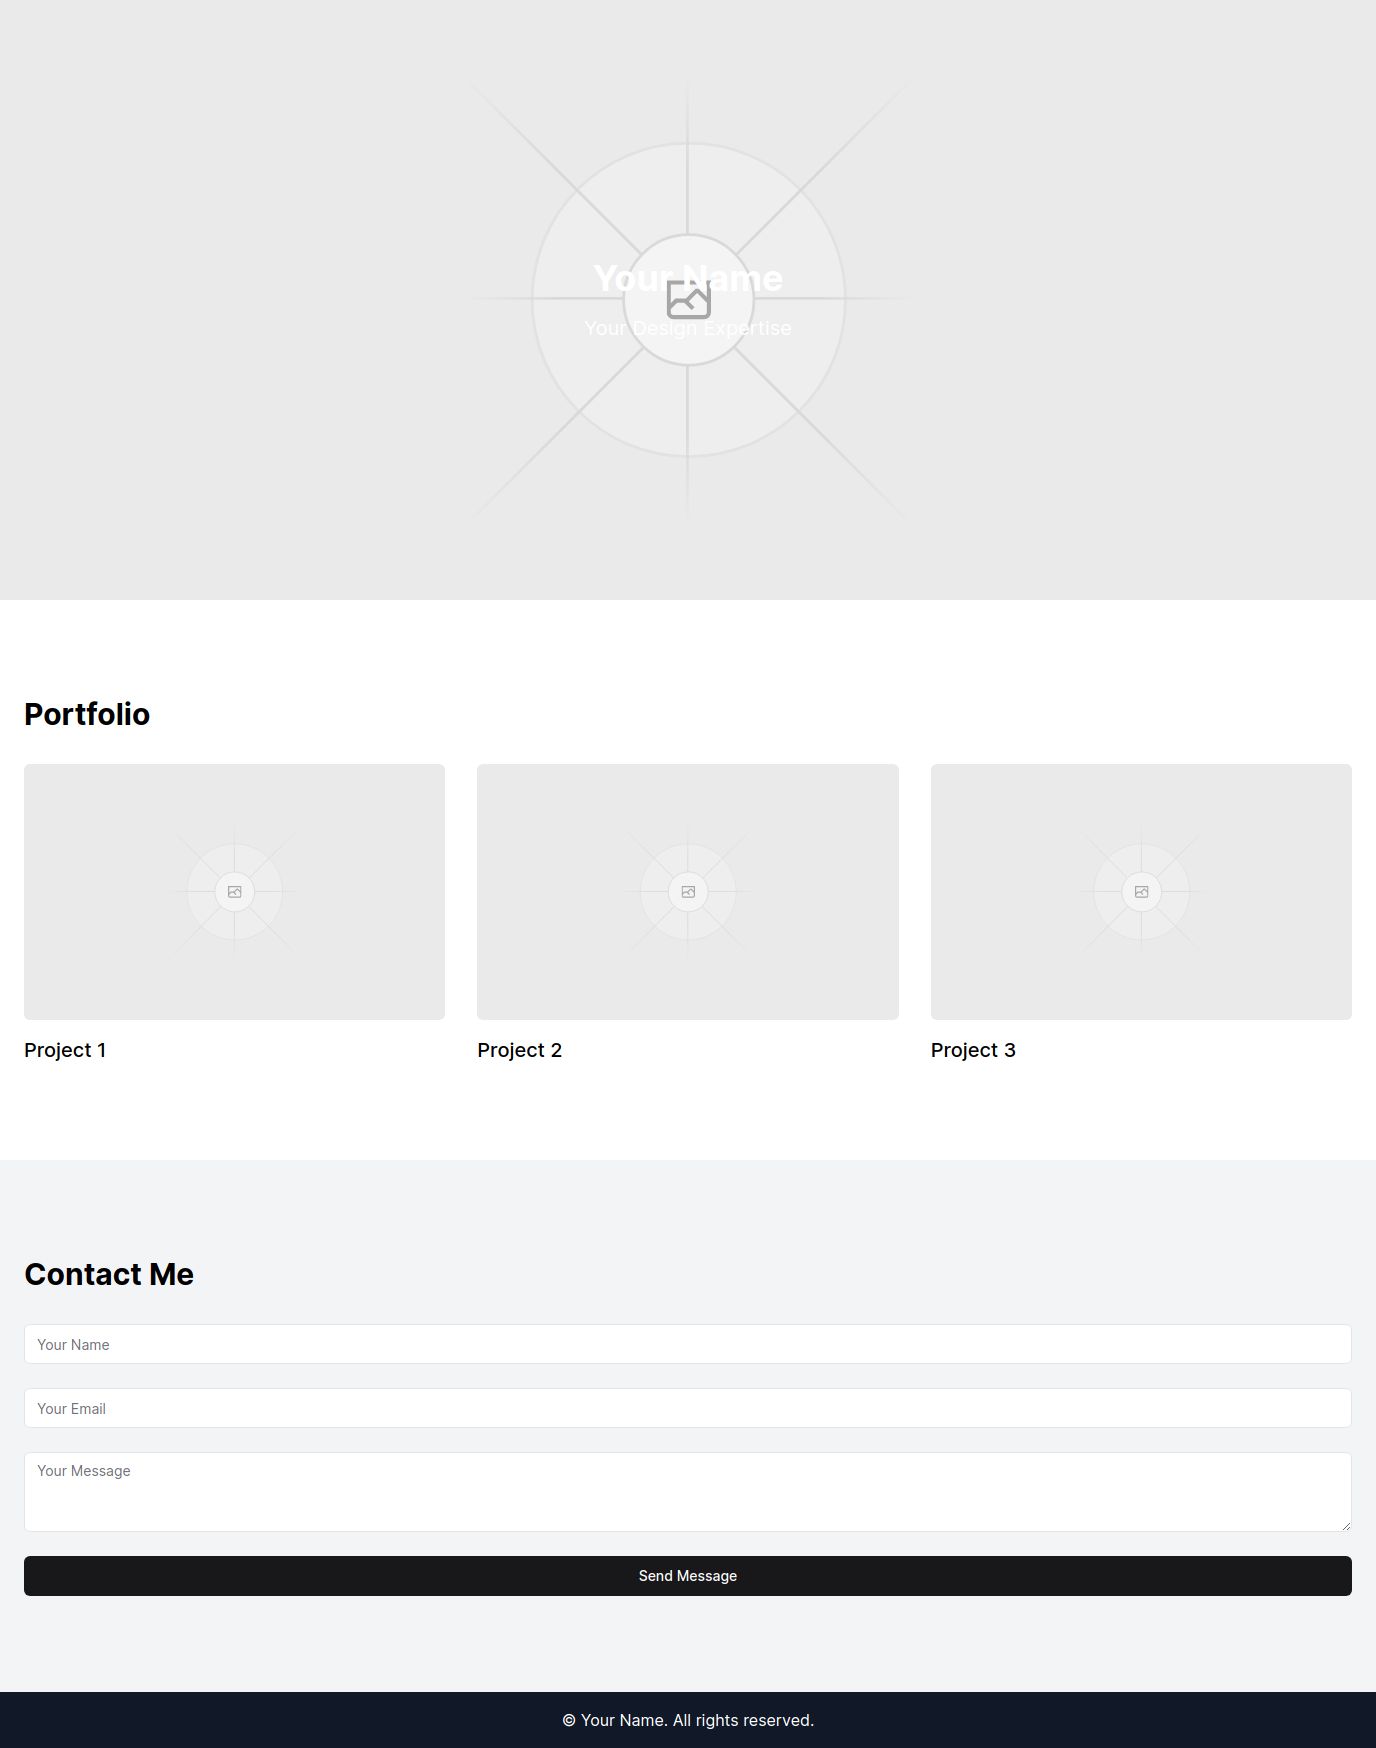 Your Name
Your Design Expertise
Portfolio
Project 1
Project 2
Project 3
Contact Me
Your Name
Your Email
Your Message
Send Message
© Your Name. All rights reserved.